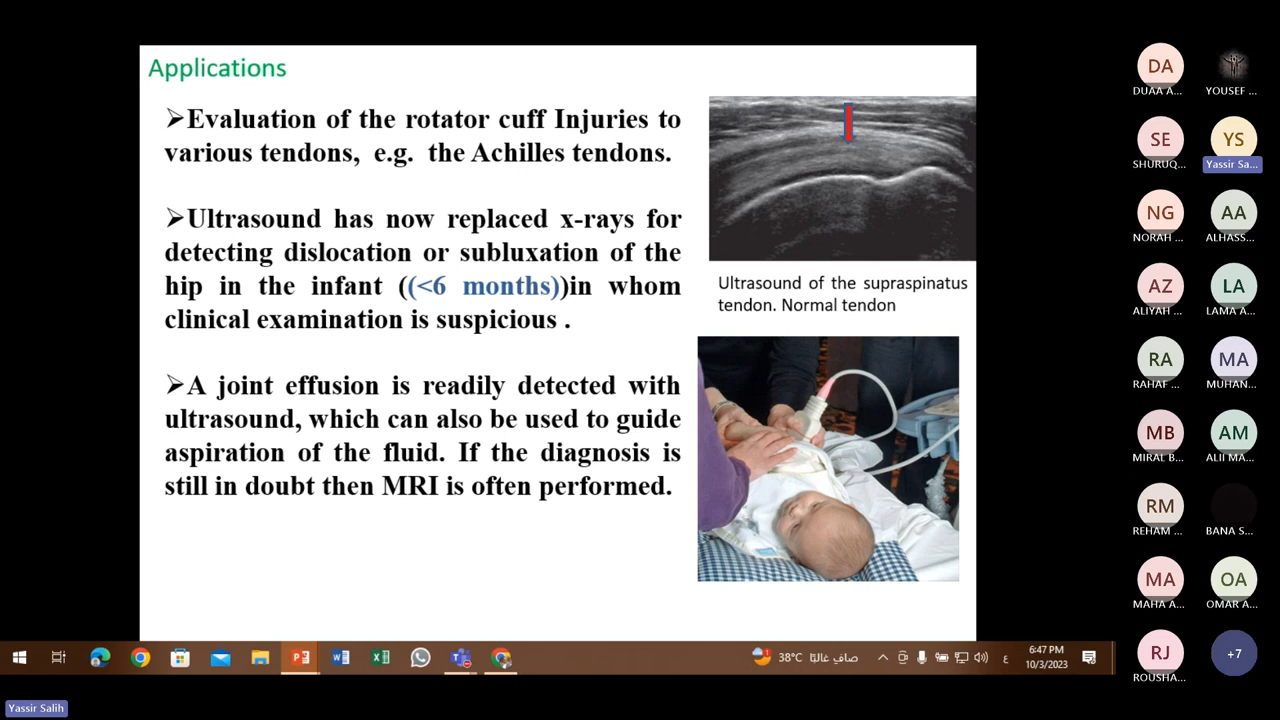 Applications
➢Evaluation of the rotator cuff Injuries to
various tendons, e.g. the Achilles tendons.
➢Ultrasound has now replaced x-rays for
detecting dislocation or subluxation of the
hip in the infant ((<6 months))in whom
clinical examination is suspicious .
➢A joint effusion is readily detected with
ultrasound, which can also be used to guide
aspiration of the fluid. If the diagnosis is
still in doubt then MRI is often performed.
Ultrasound of the supraspinatus
tendon. Normal tendon
DA
DUAA A...
YOUSEF ...
SE
SHURUQ...
YS
Yassir Sa...
NG
NORAH ...
AA
ALHASS...
AZ
ALIYAH ...
LA
LAMA A...
RA
RAHAF ...
MA
MUHAN...
MB
MIRAL B...
AM
ALII MA...
RM
REHAM ...
BANA S...
MA
MAHA A...
OA
OMAR A...
RJ
ROUSHA...
+7
38°C صافي غالبًا
ع
6:47 PM
10/3/2023
Yassir Salih